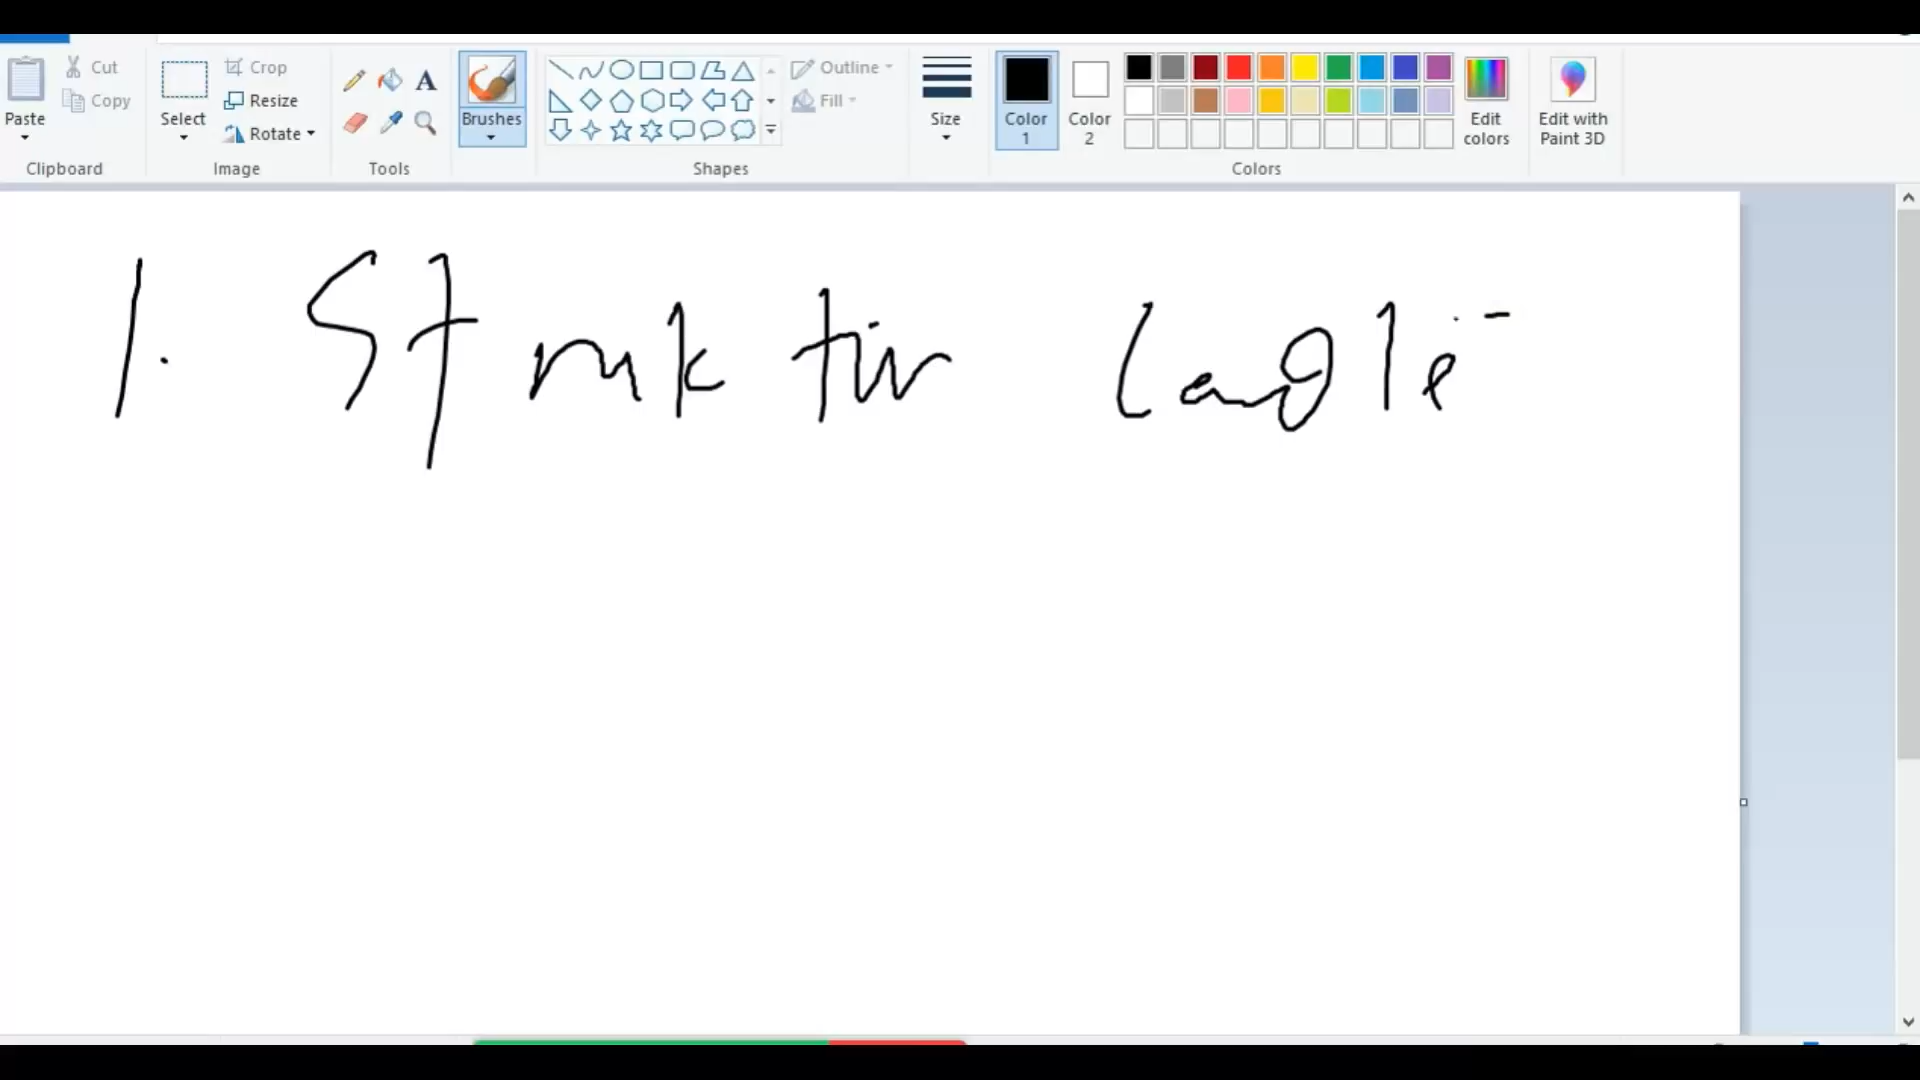 Cut
Copy
Paste
Clipboard
Crop
Resize
Rotate
Select
Image
Tools
Brushes
Shapes
Outline
Fill
Size
Color 1
Color 2
Edit colors
Colors
Edit with Paint 3D
1. Struktur